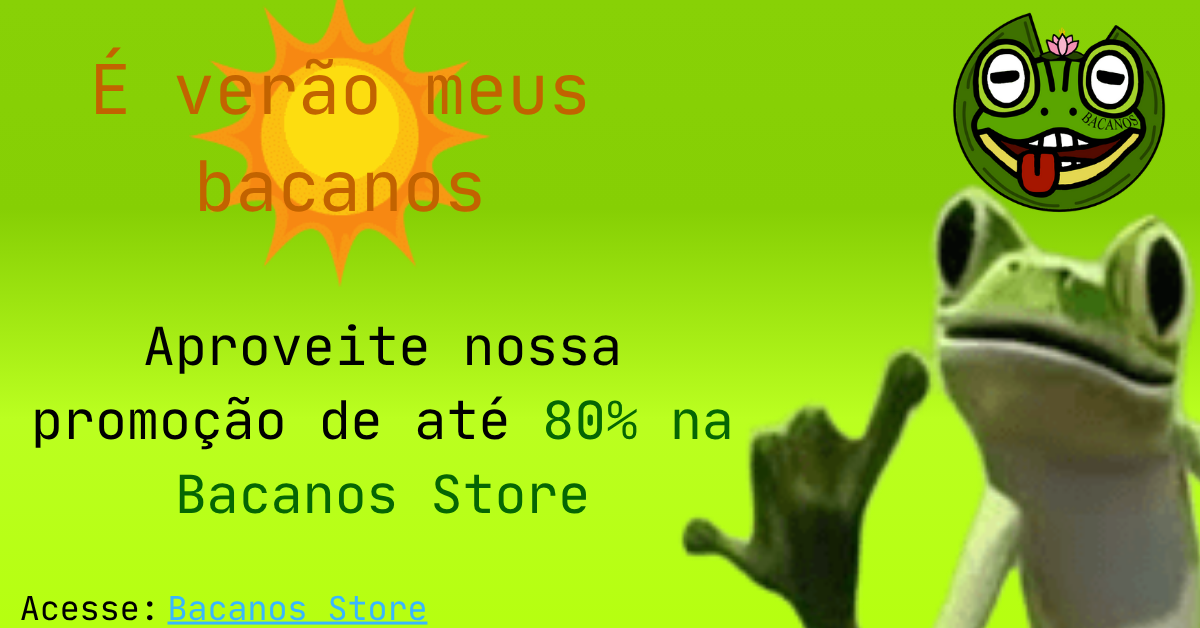 É verão meus
bacanos
BACANOS
Aproveite nossa
promoção de até 80% na
Bacanos Store
Acesse: Bacanos Store